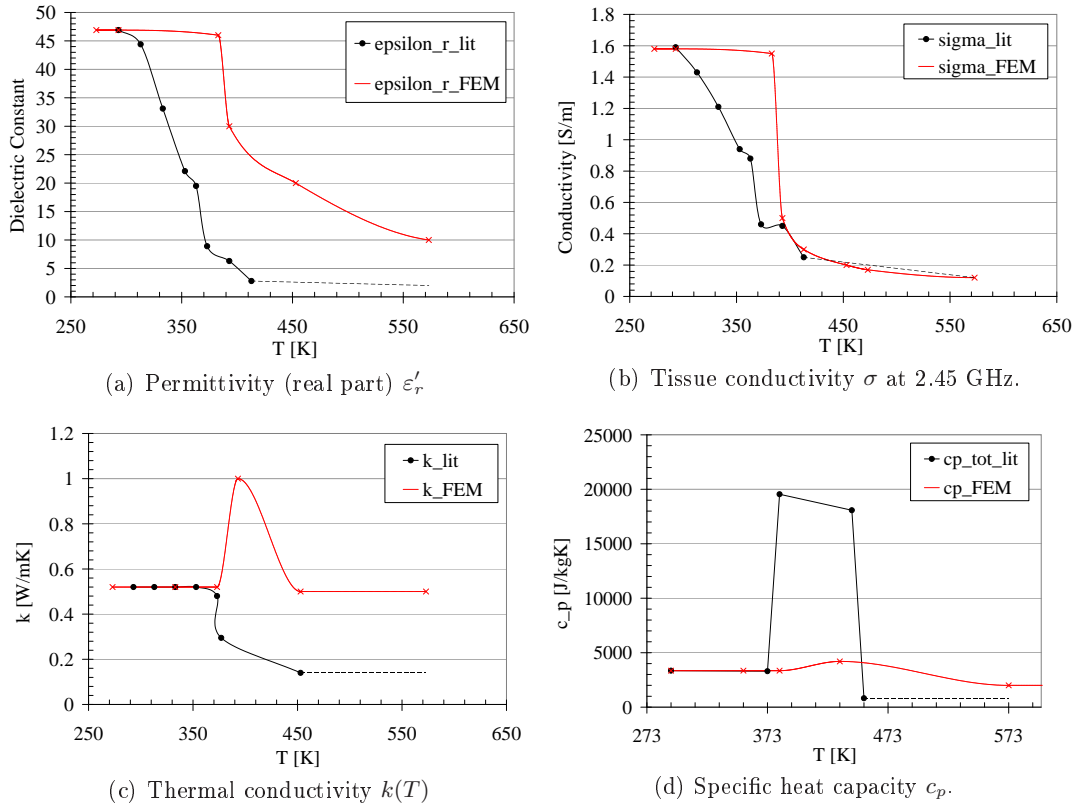 50
45
40
35
30
25
20
15
10
5
0
Dielectric Constant
epsilon_r_lit
epsilon_r_FEM
250 350 450 550 650
T [K]
(a) Permittivity (real part) ε′r
1.8
1.6
1.4
1.2
1
0.8
0.6
0.4
0.2
0
Conductivity [S/m]
sigma_lit
sigma_FEM
250 350 450 550 650
T [K]
(b) Tissue conductivity σ at 2.45 GHz.
1.2
1
0.8
0.6
0.4
0.2
0
k [W/mK]
k_lit
k_FEM
250 350 450 550 650
T [K]
(c) Thermal conductivity k(T)
25000
20000
15000
10000
5000
0
c_p [J/kgK]
cp_tot_lit
cp_FEM
273 373 473 573
T [K]
(d) Specific heat capacity cp.